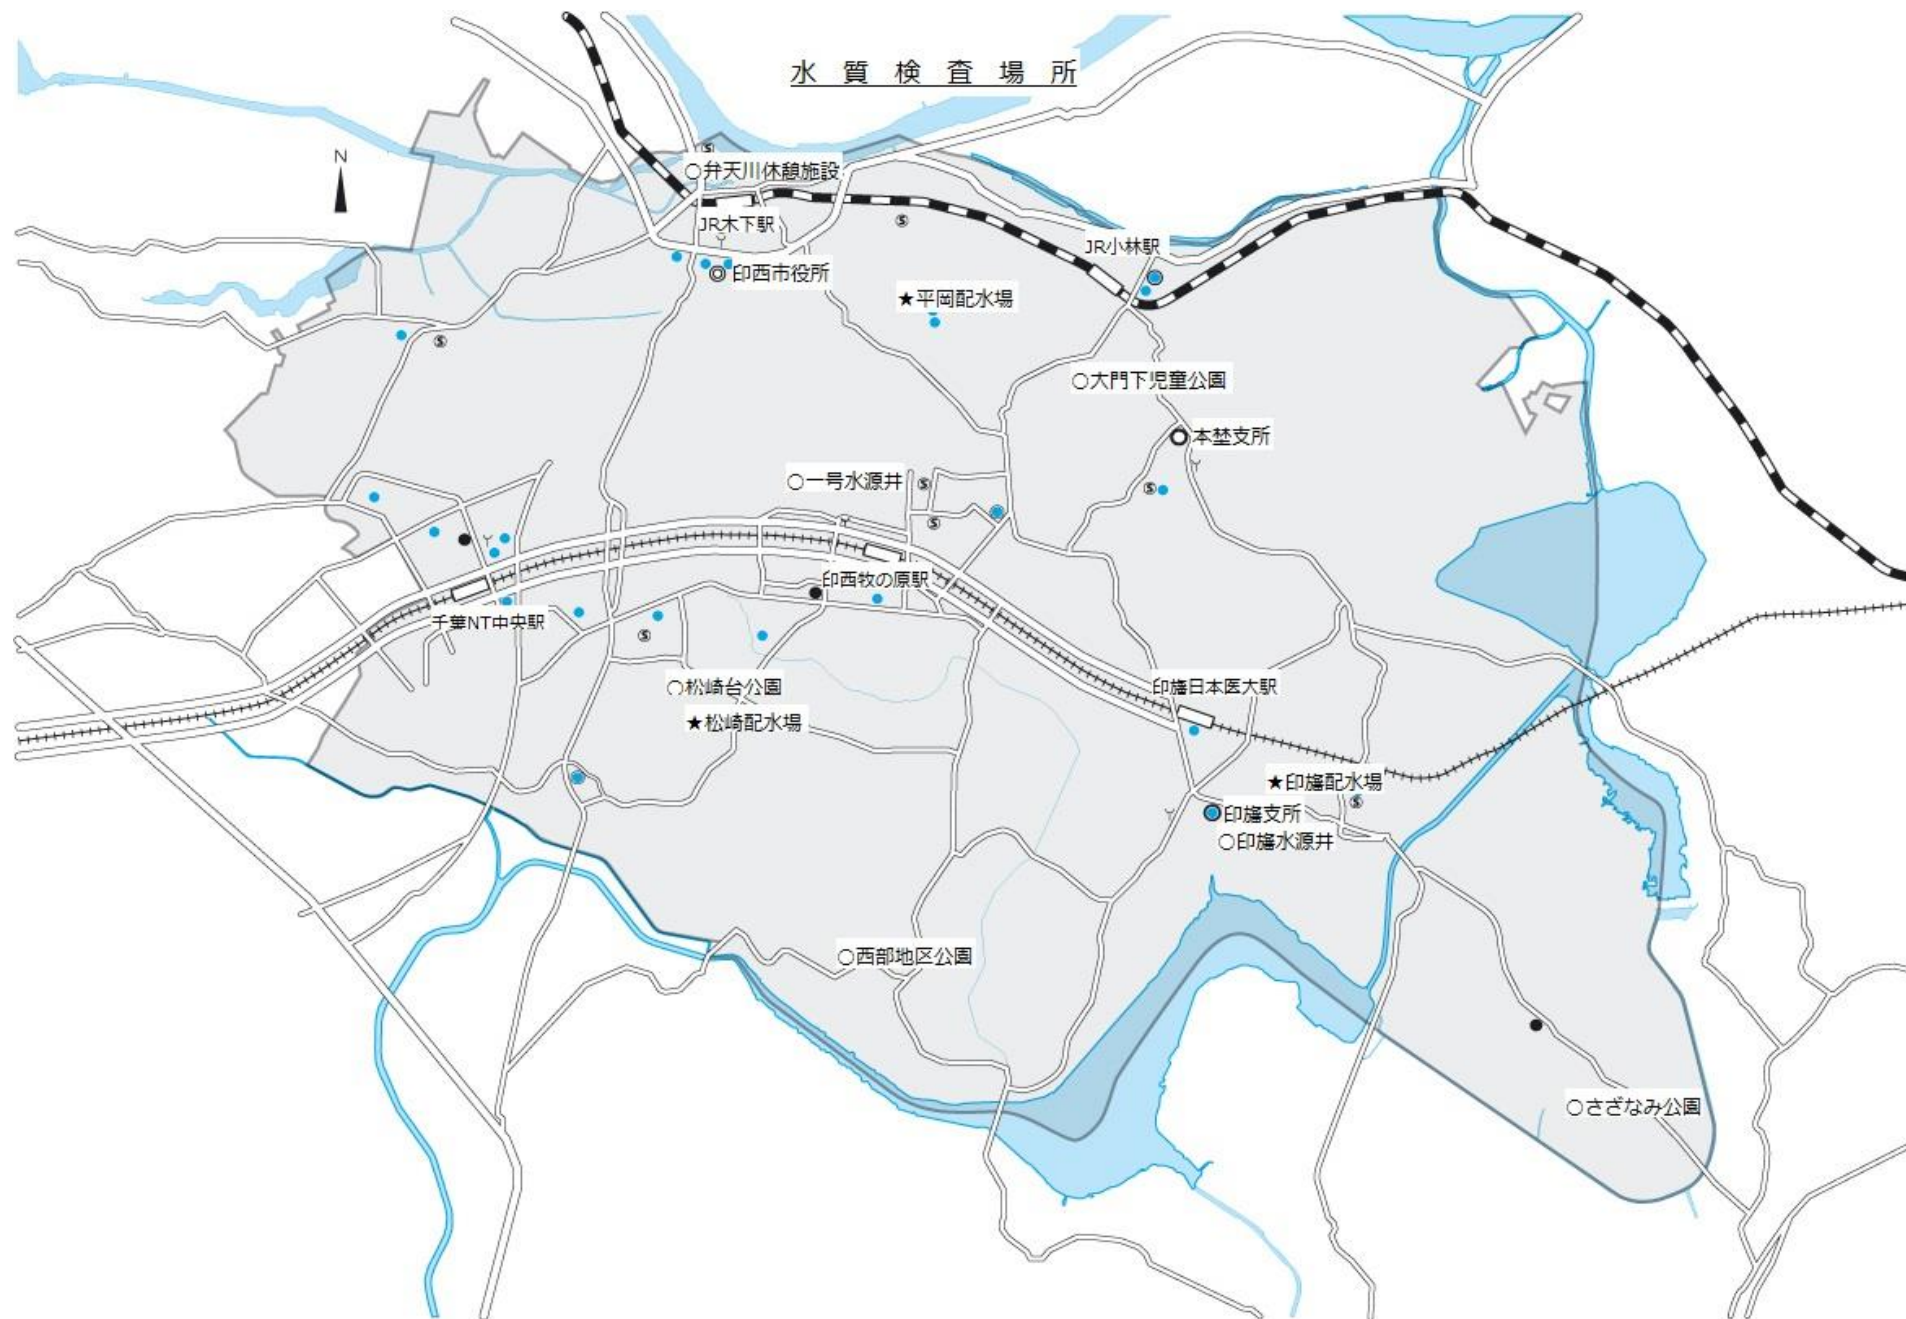 水質検査場所
N
○弁天川休憩施設
JR木下駅
JR小林駅
◎印西市役所
★平岡配水場
○大門下児童公園
本埜支所
○一号水源井
印西牧の原駅
千葉NT中央駅
○松崎台公園
印旛日本医大駅
★松崎配水場
★印旛配水場
印旛支所
○印旛水源井
○西部地区公園
○さざなみ公園